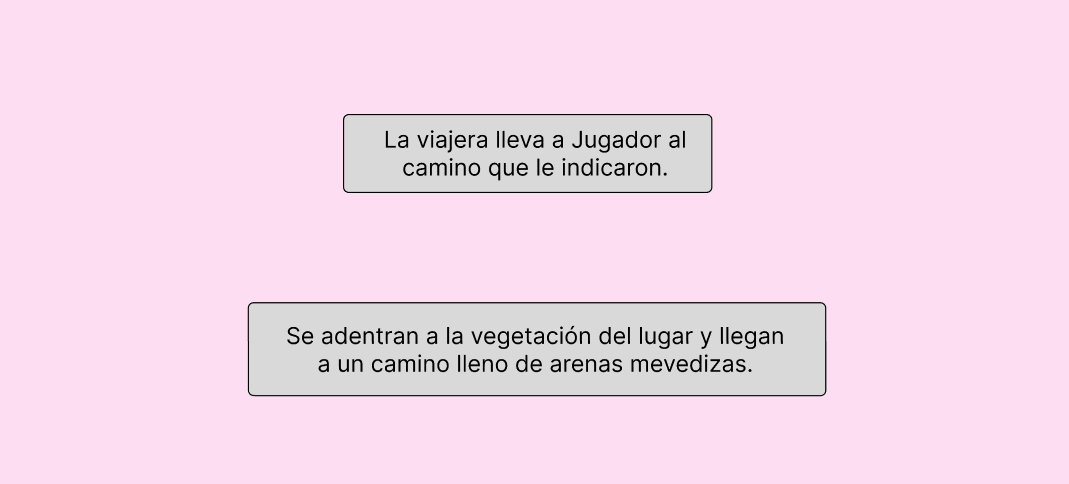 La viajera lleva a Jugador al
camino que le indicaron.
Se adentran a la vegetación del lugar y llegan
a un camino lleno de arenas mevedizas.